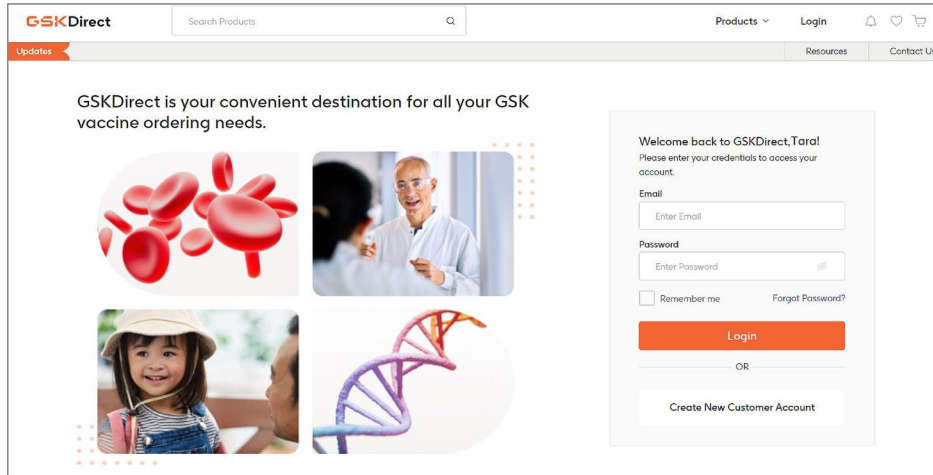 GSKDirect
Search Products
Products
Login
Updates
Resources
Contact Us
GSKDirect is your convenient destination for all your GSK
vaccine ordering needs.
Welcome back to GSKDirect,Tara!
Please enter your credentials to access your
account.
Email
Enter Email
Password
Enter Password
Remember me
Forgot Password?
Login
OR
Create New Customer Account